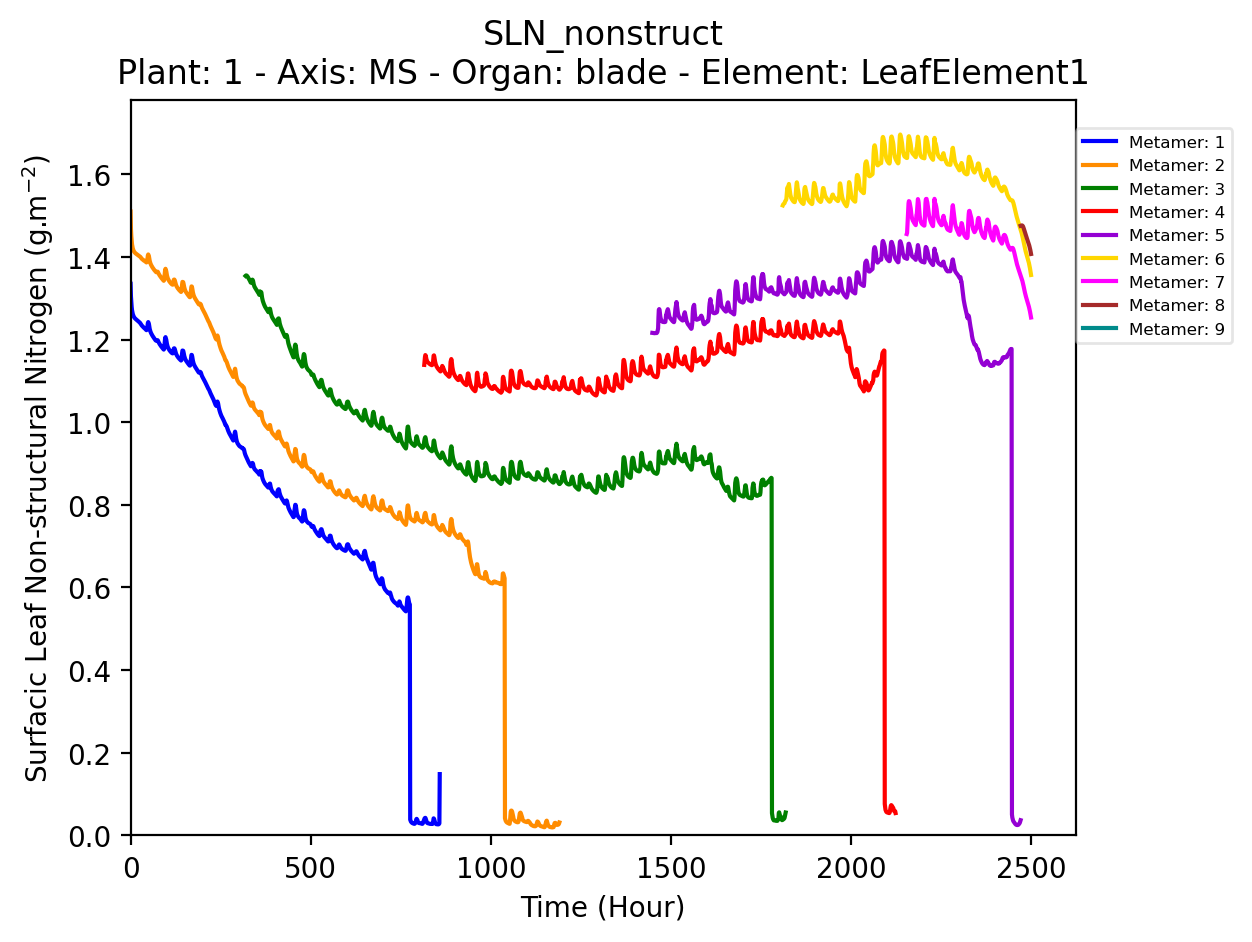 SLN_nonstruct
Plant: 1 - Axis: MS - Organ: blade - Element: LeafElement1
Surfacic Leaf Non-structural Nitrogen (g.m⁻²)
1.6
1.4
1.2
1.0
0.8
0.6
0.4
0.2
0.0
0 500 1000 1500 2000 2500
Time (Hour)
Metamer: 1
Metamer: 2
Metamer: 3
Metamer: 4
Metamer: 5
Metamer: 6
Metamer: 7
Metamer: 8
Metamer: 9